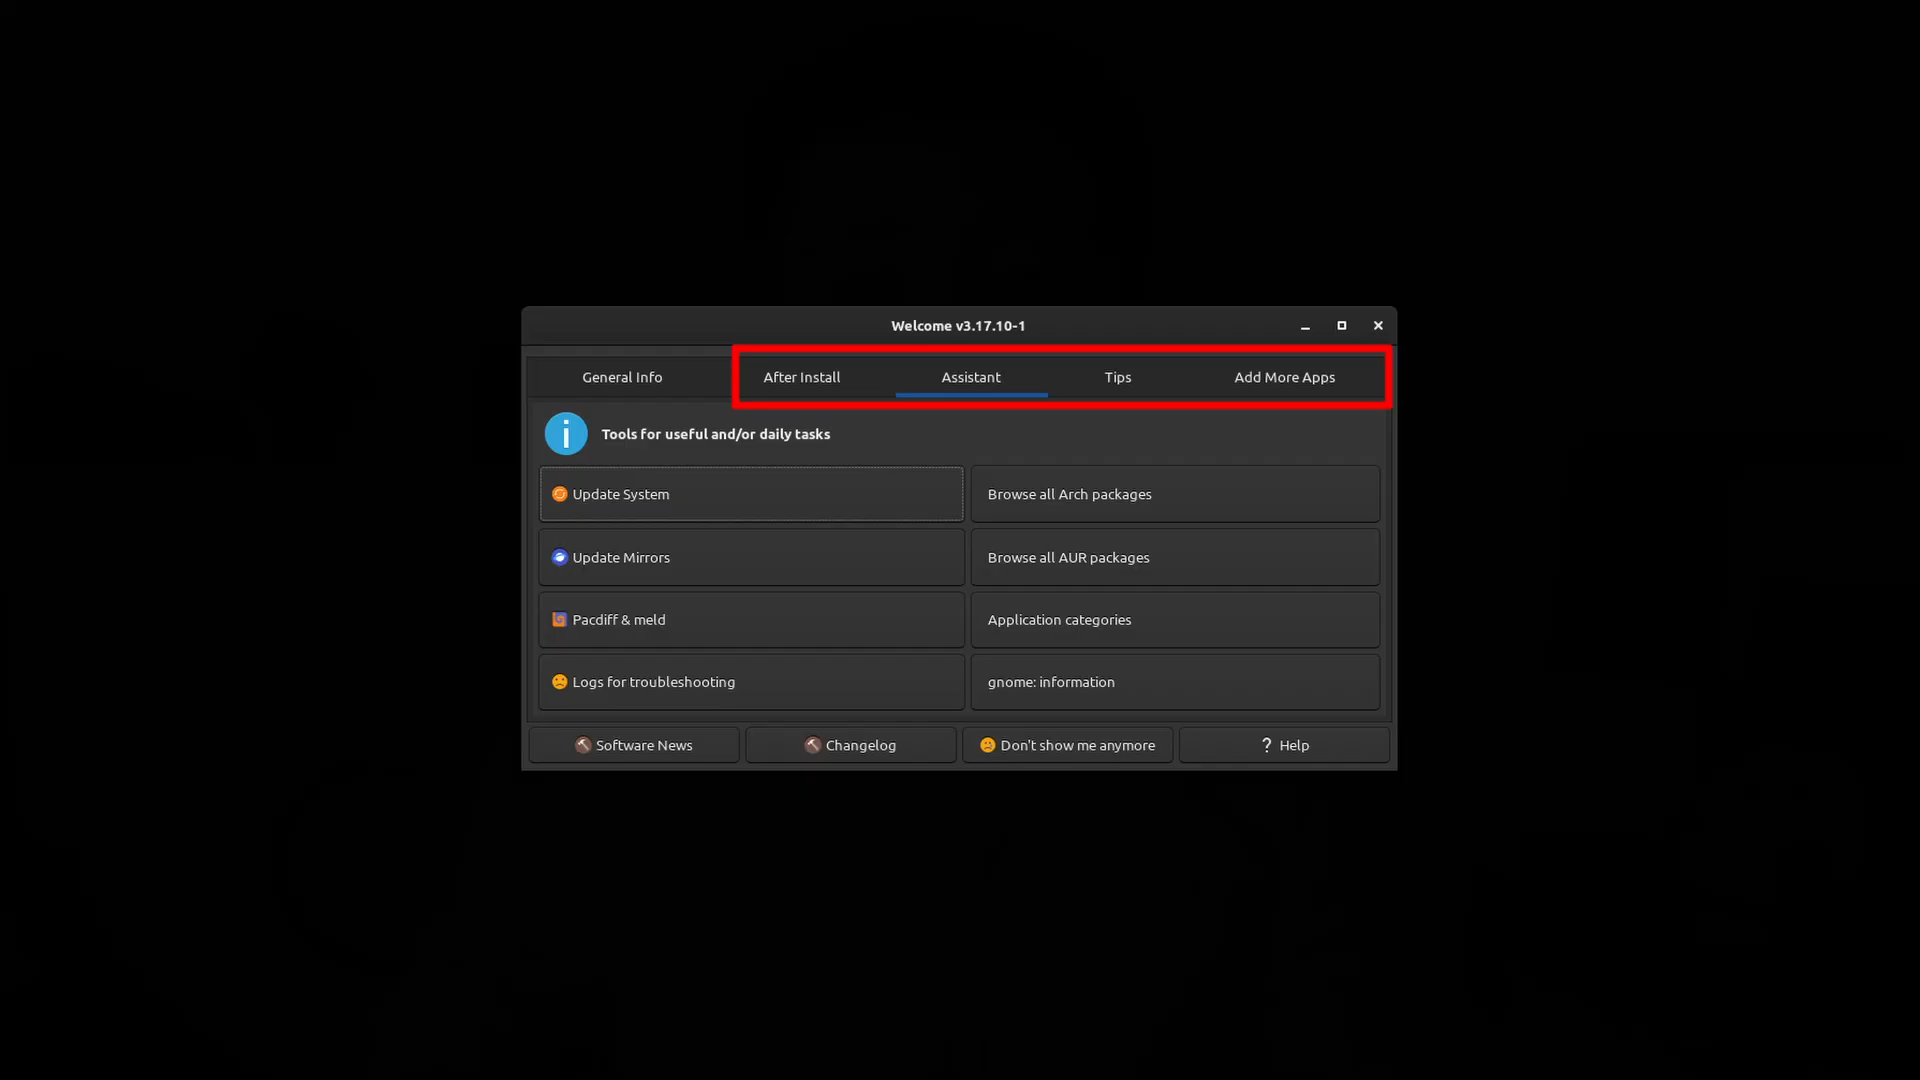 Welcome v3.17.10-1
General Info After Install Assistant Tips Add More Apps
Tools for useful and/or daily tasks
Update System Browse all Arch packages
Update Mirrors Browse all AUR packages
Pacdiff & meld Application categories
Logs for troubleshooting gnome: information
Software News Changelog Don't show me anymore ? Help